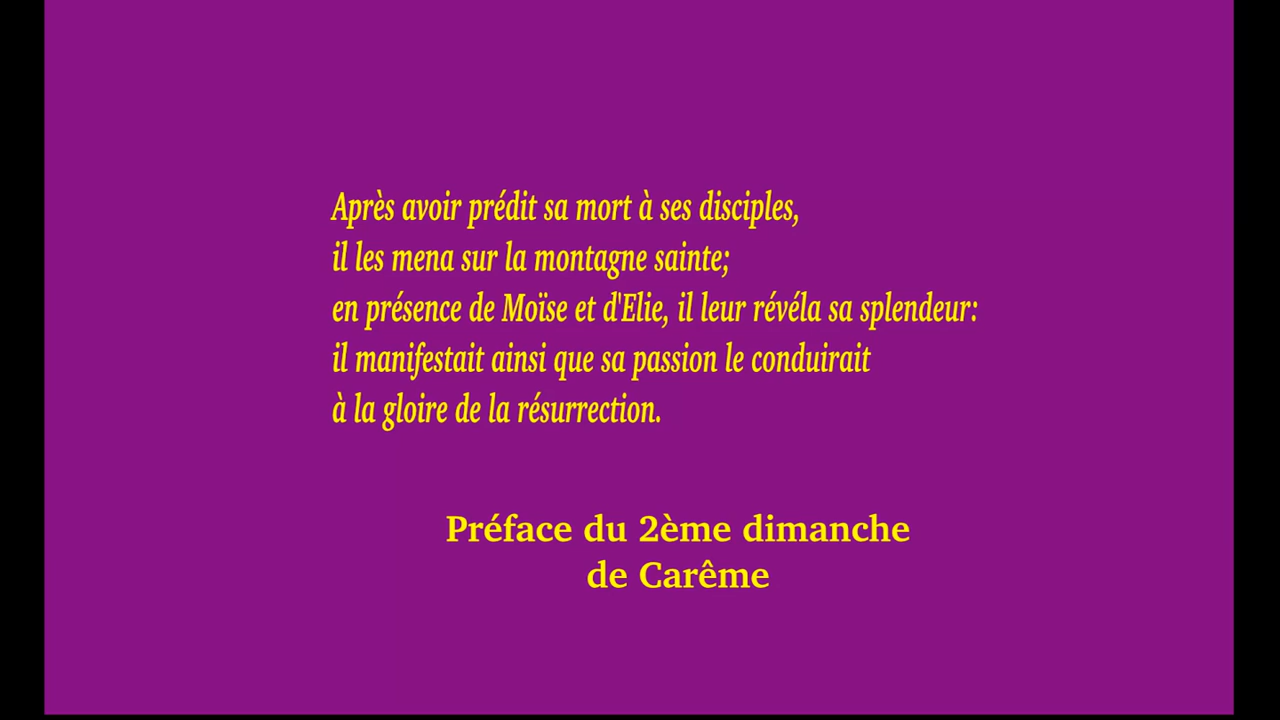 Après avoir prédit sa mort à ses disciples,
il les mena sur la montagne sainte;
en présence de Moïse et d'Elie, il leur révéla sa splendeur:
il manifestait ainsi que sa passion le conduirait
à la gloire de la résurrection.
Préface du 2ème dimanche
de Carême